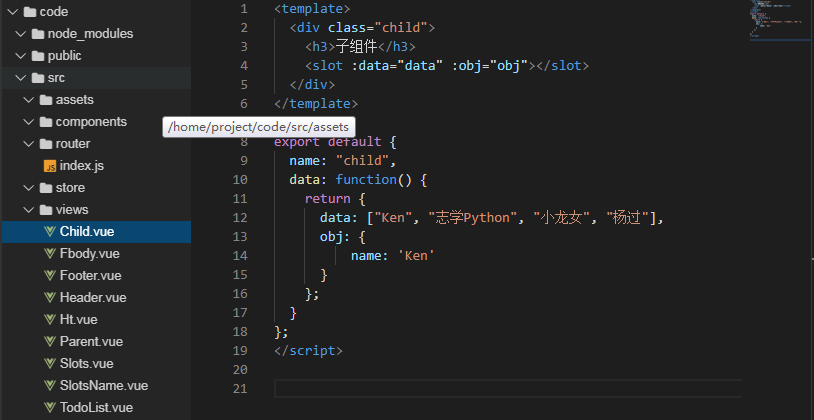 code
node_modules
public
src
assets
components
router
index.js
store
views
Child.vue
Fbody.vue
Footer.vue
Header.vue
Ht.vue
Parent.vue
Slots.vue
SlotsName.vue
TodoList.vue
/home/project/code/src/assets
1 <template>
2 <div class="child">
3 <h3>子组件</h3>
4 <slot :data="data" :obj="obj"></slot>
5 </div>
6 </template>
8 export default {
9 name: "child",
10 data: function() {
11 return {
12 data: ["Ken", "志学Python", "小龙女", "杨过"],
13 obj: {
14 name: 'Ken'
15 }
16 };
17 }
18 };
19 </script>
20
21